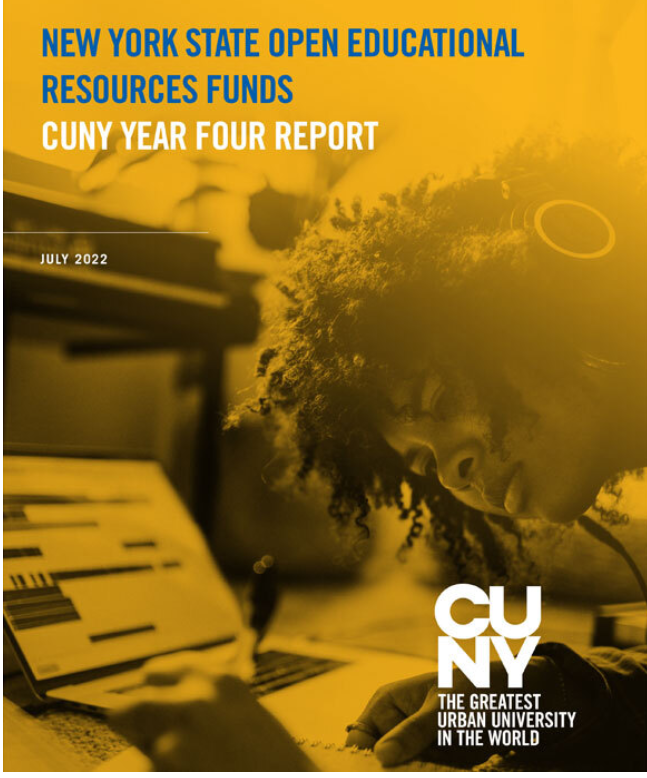 NEW YORK STATE OPEN EDUCATIONAL
RESOURCES FUNDS
CUNY YEAR FOUR REPORT
JULY 2022
CU
NY
THE GREATEST
URBAN UNIVERSITY
IN THE WORLD